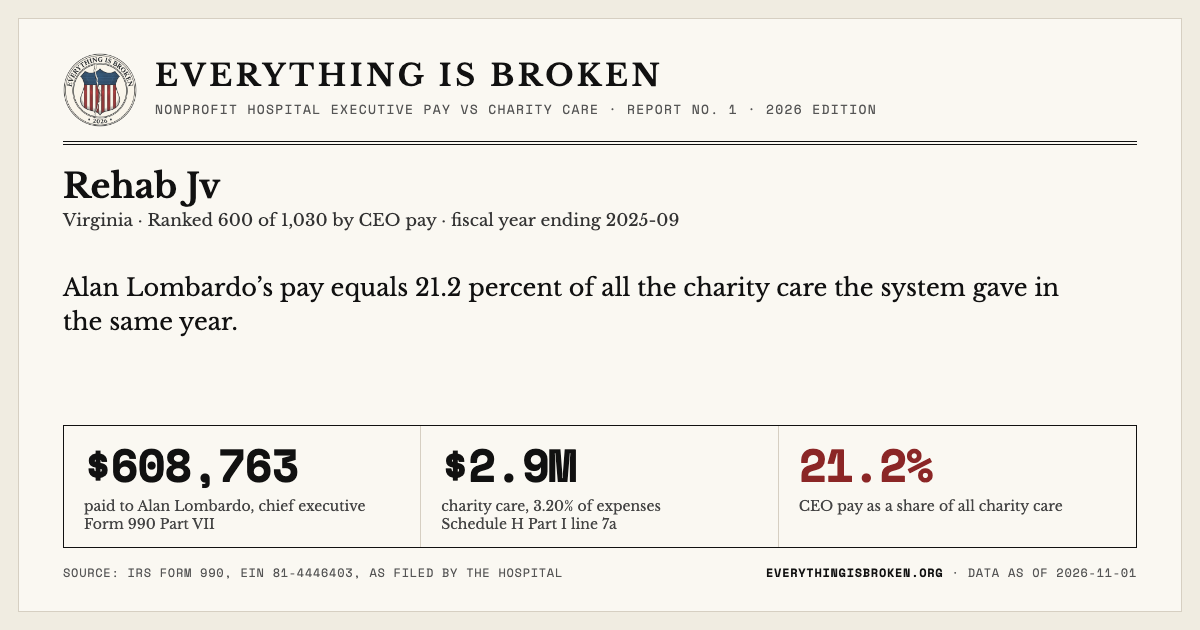 EVERYTHING IS BROKEN
2026
EVERYTHING IS BROKEN
NONPROFIT HOSPITAL EXECUTIVE PAY VS CHARITY CARE · REPORT NO. 1 · 2026 EDITION
Rehab Jv
Virginia · Ranked 600 of 1,030 by CEO pay · fiscal year ending 2025-09
Alan Lombardo’s pay equals 21.2 percent of all the charity care the system gave in
the same year.
$608,763
paid to Alan Lombardo, chief executive
Form 990 Part VII
$2.9M
charity care, 3.20% of expenses
Schedule H Part I line 7a
21.2%
CEO pay as a share of all charity care
SOURCE: IRS FORM 990, EIN 81-4446403, AS FILED BY THE HOSPITAL
EVERYTHINGISBROKEN.ORG · DATA AS OF 2026-11-01